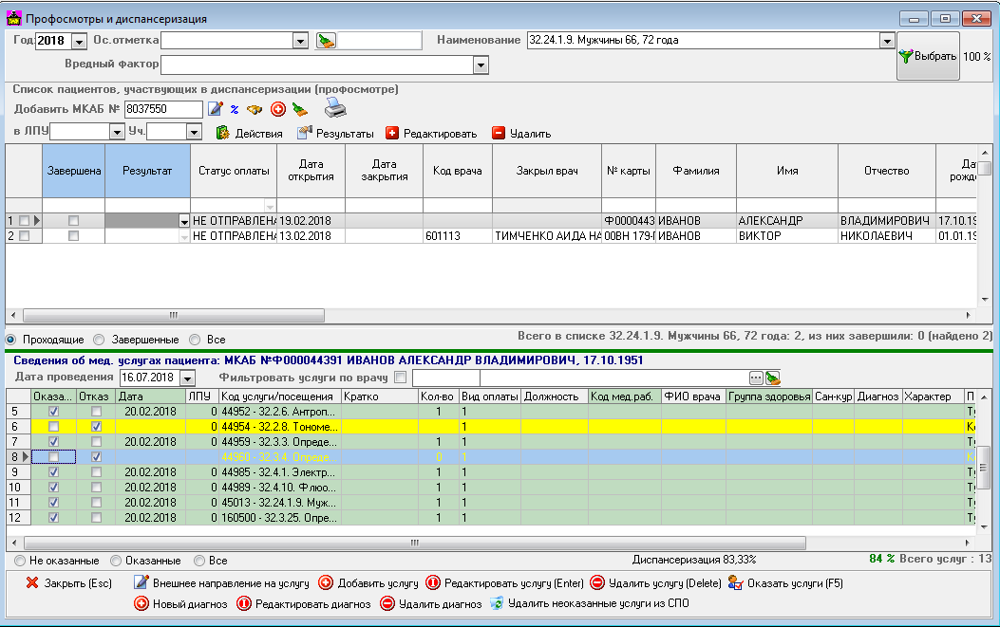 Профосмотры и диспансеризация
Год: 2018 Ос.отметка Наименование 32.24.1.9. Мужчины 66, 72 года Выбрать 100 %
Вредный Фактор
Список пациентов, участвующих в диспансеризации (профосмотре)
Добавить МКАБ № 8037550 %
в ЛПУ Уч. Действия Результаты Редактировать Удалить
Завершена Результат Статус оплаты Дата открытия Дата закрытия Код врача Закрыл врач № карты Фамилия Имя Отчество Дат рожде
1 НЕ ОТПРАВЛЕНА 19.02.2018 Ф0000443 ИВАНОВ АЛЕКСАНДР ВЛАДИМИРОВИЧ 17.10.19
2 НЕ ОТПРАВЛЕНА 13.02.2018 601113 ТИМЧЕНКО АИДА НА 00ВН 179-Г ИВАНОВ ВИКТОР НИКОЛАЕВИЧ 01.01.19
Проходящие Завершенные Все Всего в списке 32.24.1.9. Мужчины 66, 72 года: 2, из них завершили: 0 (найдено 2)
Сведения об мед. услугах пациента: МКАБ №Ф000044391 ИВАНОВ АЛЕКСАНДР ВЛАДИМИРОВИЧ, 17.10.1951
Дата проведения 16.07.2018 Фильтровать услуги по врачу ...
Оказа... Отказ Дата ЛПУ Код услуги/посещения Кратко Кол-во Вид оплаты Должность Код мед.раб. ФИО врача Группа здоровья Сан-кур Диагноз Характер П
5 20.02.2018 0 44952 - 32.2.6. Антроп... 1 1
6 0 44954 - 32.2.8. Тономе... 1
7 20.02.2018 0 44959 - 32.3.3. Опреде... 1 1
8 44960 - 32.3.4. Опреде... 0 1
9 20.02.2018 0 44985 - 32.4.1. Электр... 1 1
10 20.02.2018 0 44989 - 32.4.10. Флюо... 1 1
11 20.02.2018 0 45013 - 32.24.1.9. Муж... 1 1
12 20.02.2018 0 160500 - 32.3.25. Опре... 1 1
Не оказанные Оказанные Все Диспансеризация 83,33% 84 % Всего услуг : 13
Закрыть (Esc) Внешнее направление на услугу Добавить услугу Редактировать услугу (Enter) Удалить услугу (Delete) Оказать услуги (F5)
Новый диагноз Редактировать диагноз Удалить диагноз Удалить неоказанные услуги из СПО